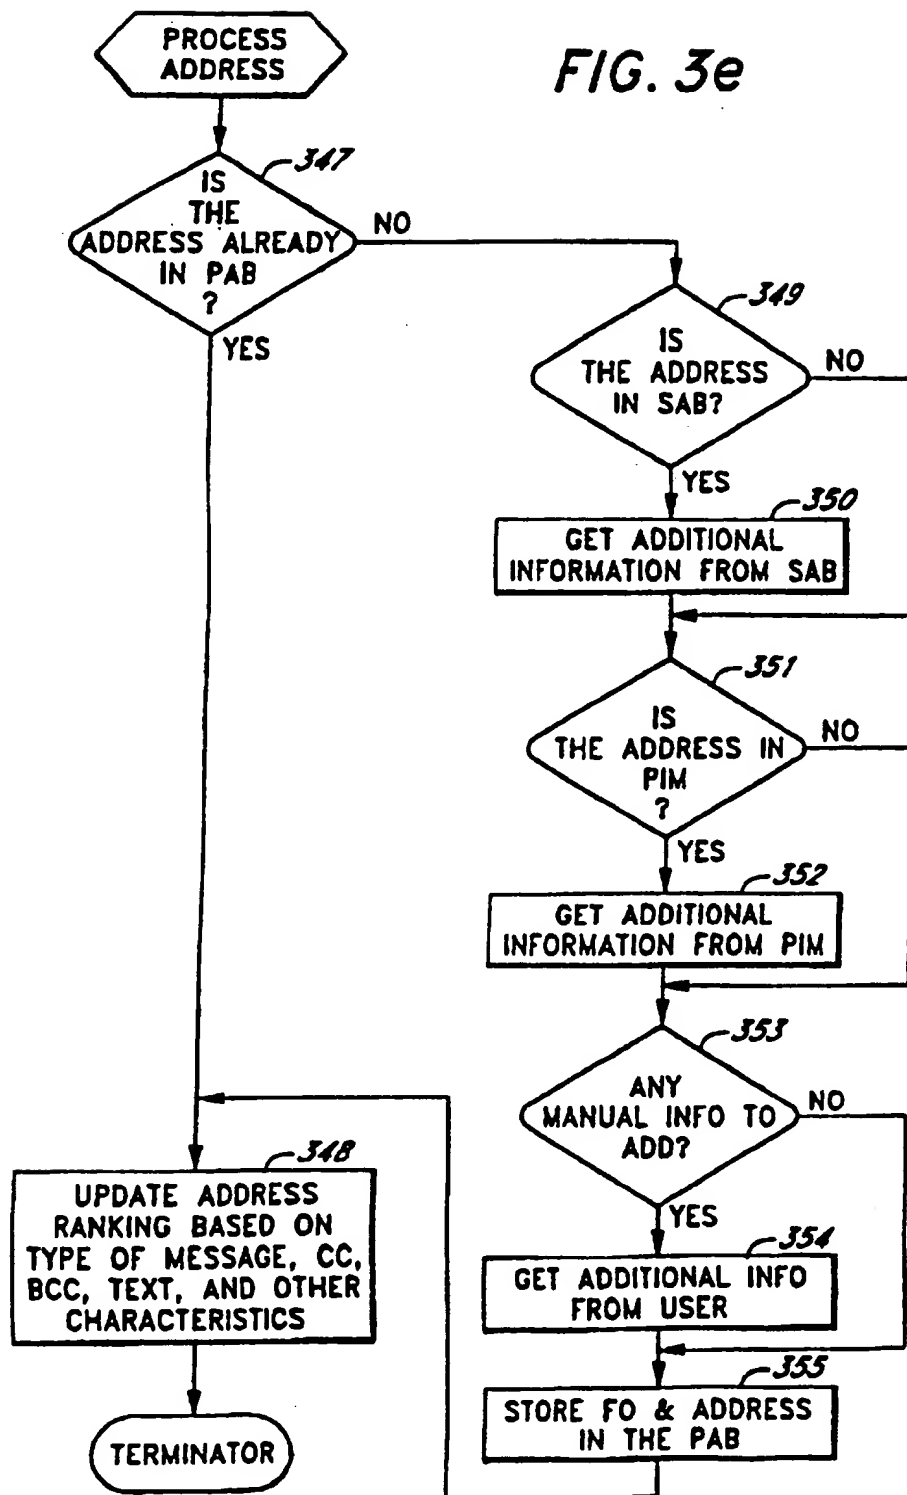 PROCESS
ADDRESS
FIG. 3e
347
IS
THE
ADDRESS ALREADY
IN PAB
?
NO
YES
349
IS
THE ADDRESS
IN SAB?
NO
YES
350
GET ADDITIONAL
INFORMATION FROM SAB
351
IS
THE ADDRESS IN
PIM
?
NO
YES
352
GET ADDITIONAL
INFORMATION FROM PIM
353
ANY
MANUAL INFO TO
ADD?
NO
YES
354
GET ADDITIONAL INFO
FROM USER
355
STORE FO & ADDRESS
IN THE PAB
348
UPDATE ADDRESS
RANKING BASED ON
TYPE OF MESSAGE, CC,
BCC, TEXT, AND OTHER
CHARACTERISTICS
TERMINATOR